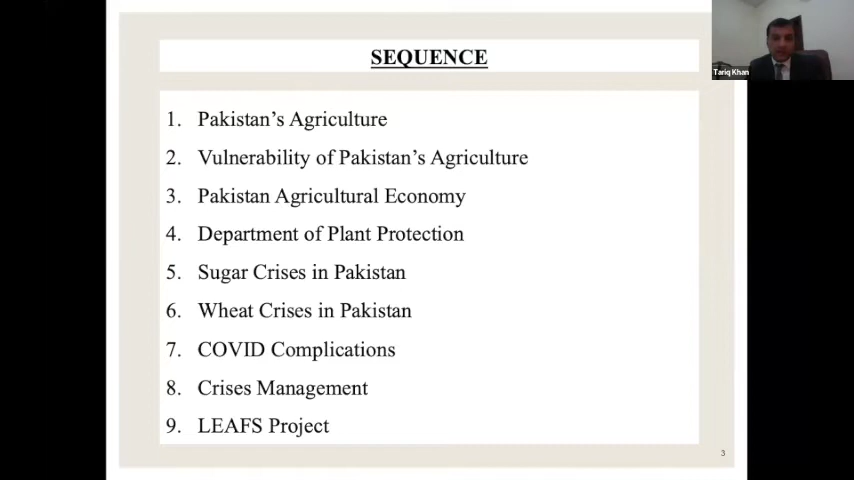 SEQUENCE
Tariq Khan
1. Pakistan's Agriculture
2. Vulnerability of Pakistan's Agriculture
3. Pakistan Agricultural Economy
4. Department of Plant Protection
5. Sugar Crises in Pakistan
6. Wheat Crises in Pakistan
7. COVID Complications
8. Crises Management
9. LEAFS Project
3